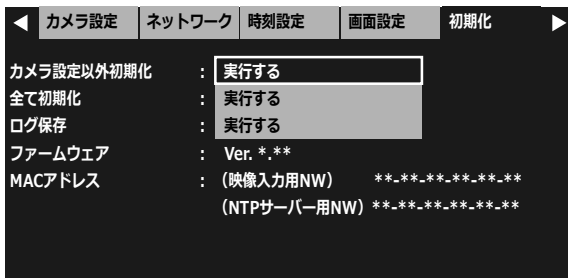 ◀ カメラ設定 ネットワーク 時刻設定 画面設定 初期化 ▶
カメラ設定以外初期化 : 実行する
全て初期化 : 実行する
ログ保存 : 実行する
ファームウェア : Ver. *.**
MACアドレス : (映像入力用NW) **-**-**-**-**-**
(NTPサーバー用NW) **-**-**-**-**-**